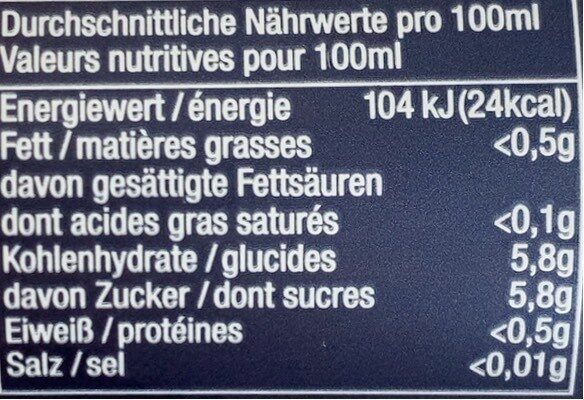 Durchschnittliche Nährwerte pro 100ml
Valeurs nutritives pour 100ml
Energiewert / énergie 104 kJ (24kcal)
Fett / matières grasses <0,5g
davon gesättigte Fettsäuren
dont acides gras saturés <0,1g
Kohlenhydrate / glucides 5,8g
davon Zucker / dont sucres 5,8g
Eiweiß / protéines <0,5g
Salz / sel <0,01g